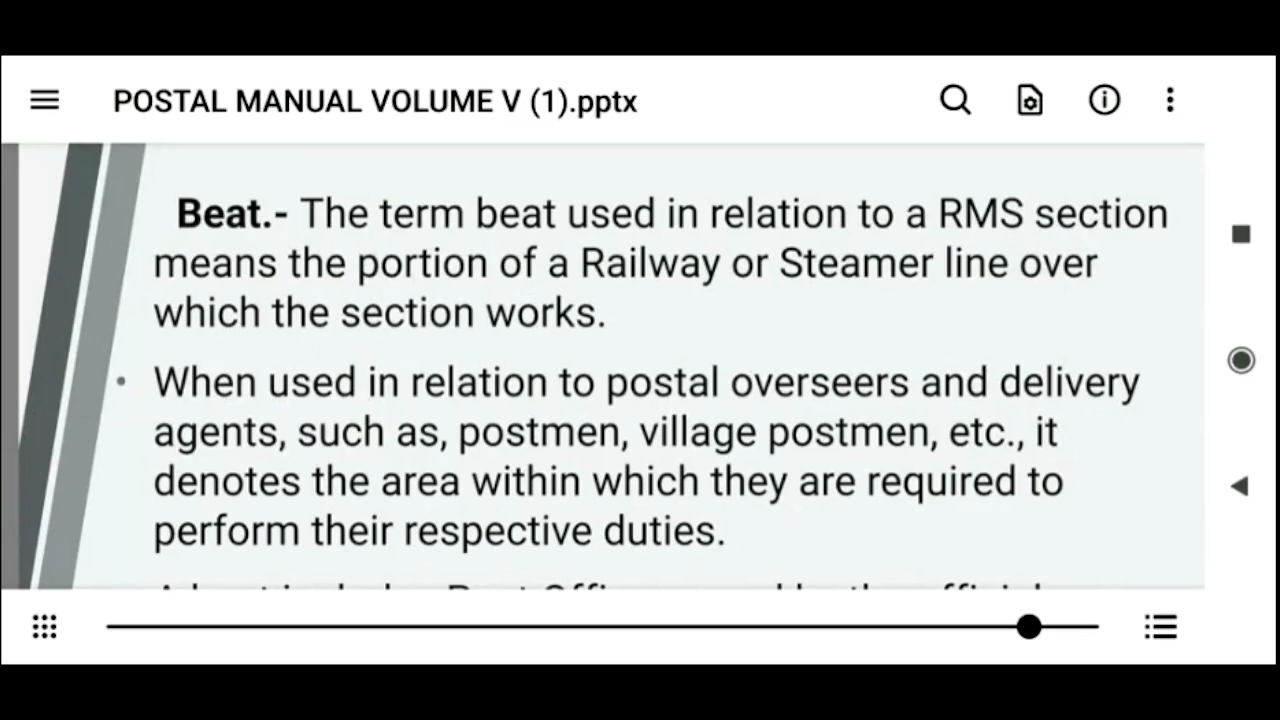 POSTAL MANUAL VOLUME V (1).pptx
Beat.- The term beat used in relation to a RMS section
means the portion of a Railway or Steamer line over
which the section works.
• When used in relation to postal overseers and delivery
agents, such as, postmen, village postmen, etc., it
denotes the area within which they are required to
perform their respective duties.